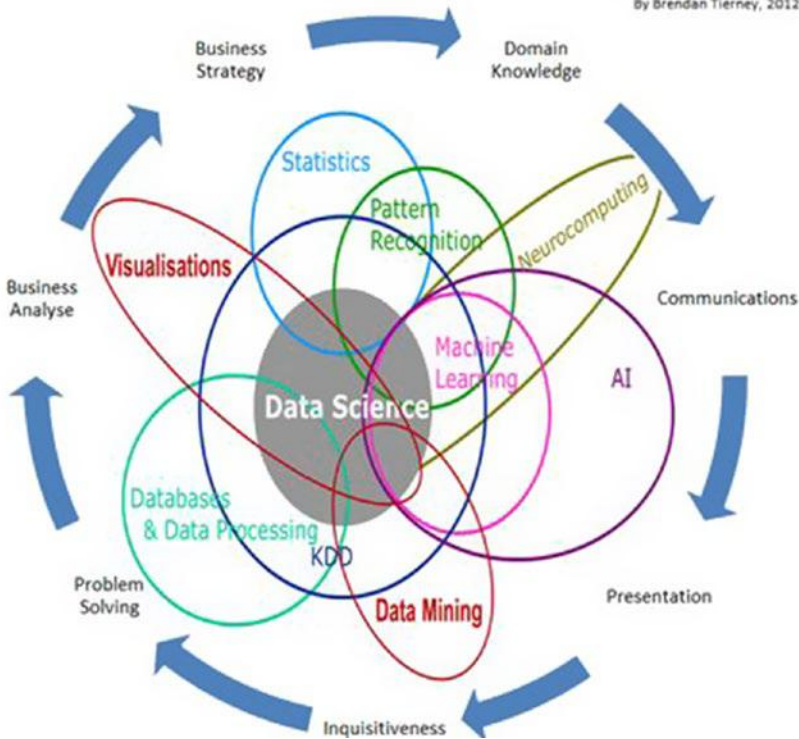 By Brendan Tierney, 2012
Business
Strategy
Domain
Knowledge
Statistics
Pattern
Recognition
Neurocomputing
Visualisations
Business
Analyse
Communications
Machine
Learning
AI
Data Science
Databases
& Data Processing
KDD
Problem
Solving
Data Mining
Presentation
Inquisitiveness